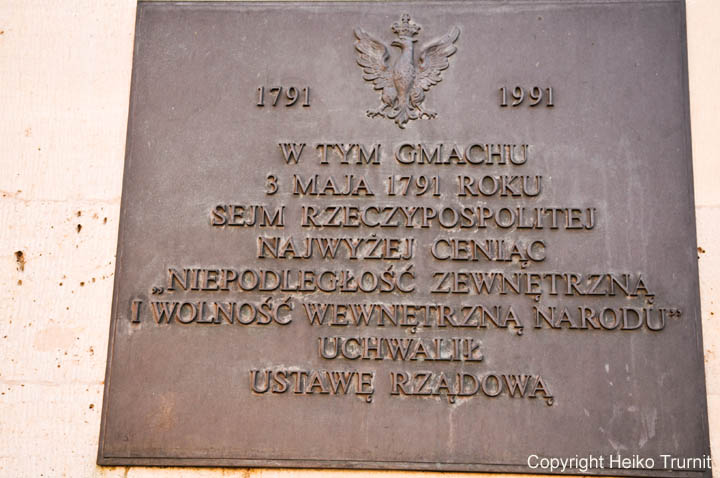 1791 1991
W TYM GMACHU
3 MAJA 1791 ROKU
SEJM RZECZYPOSPOLITEJ
NAJWYŻEJ CENIĄC
„NIEPODLEGŁOŚĆ ZEWNĘTRZNĄ
I WOLNOŚĆ WEWNĘTRZNĄ NARODU”
UCHWALIŁ
USTAWĘ RZĄDOWĄ
Copyright Heiko Trurnit